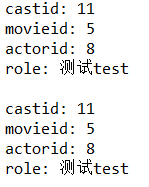 castid: 11
movieid: 5
actorid: 8
role: 测试test
castid: 11
movieid: 5
actorid: 8
role: 测试test